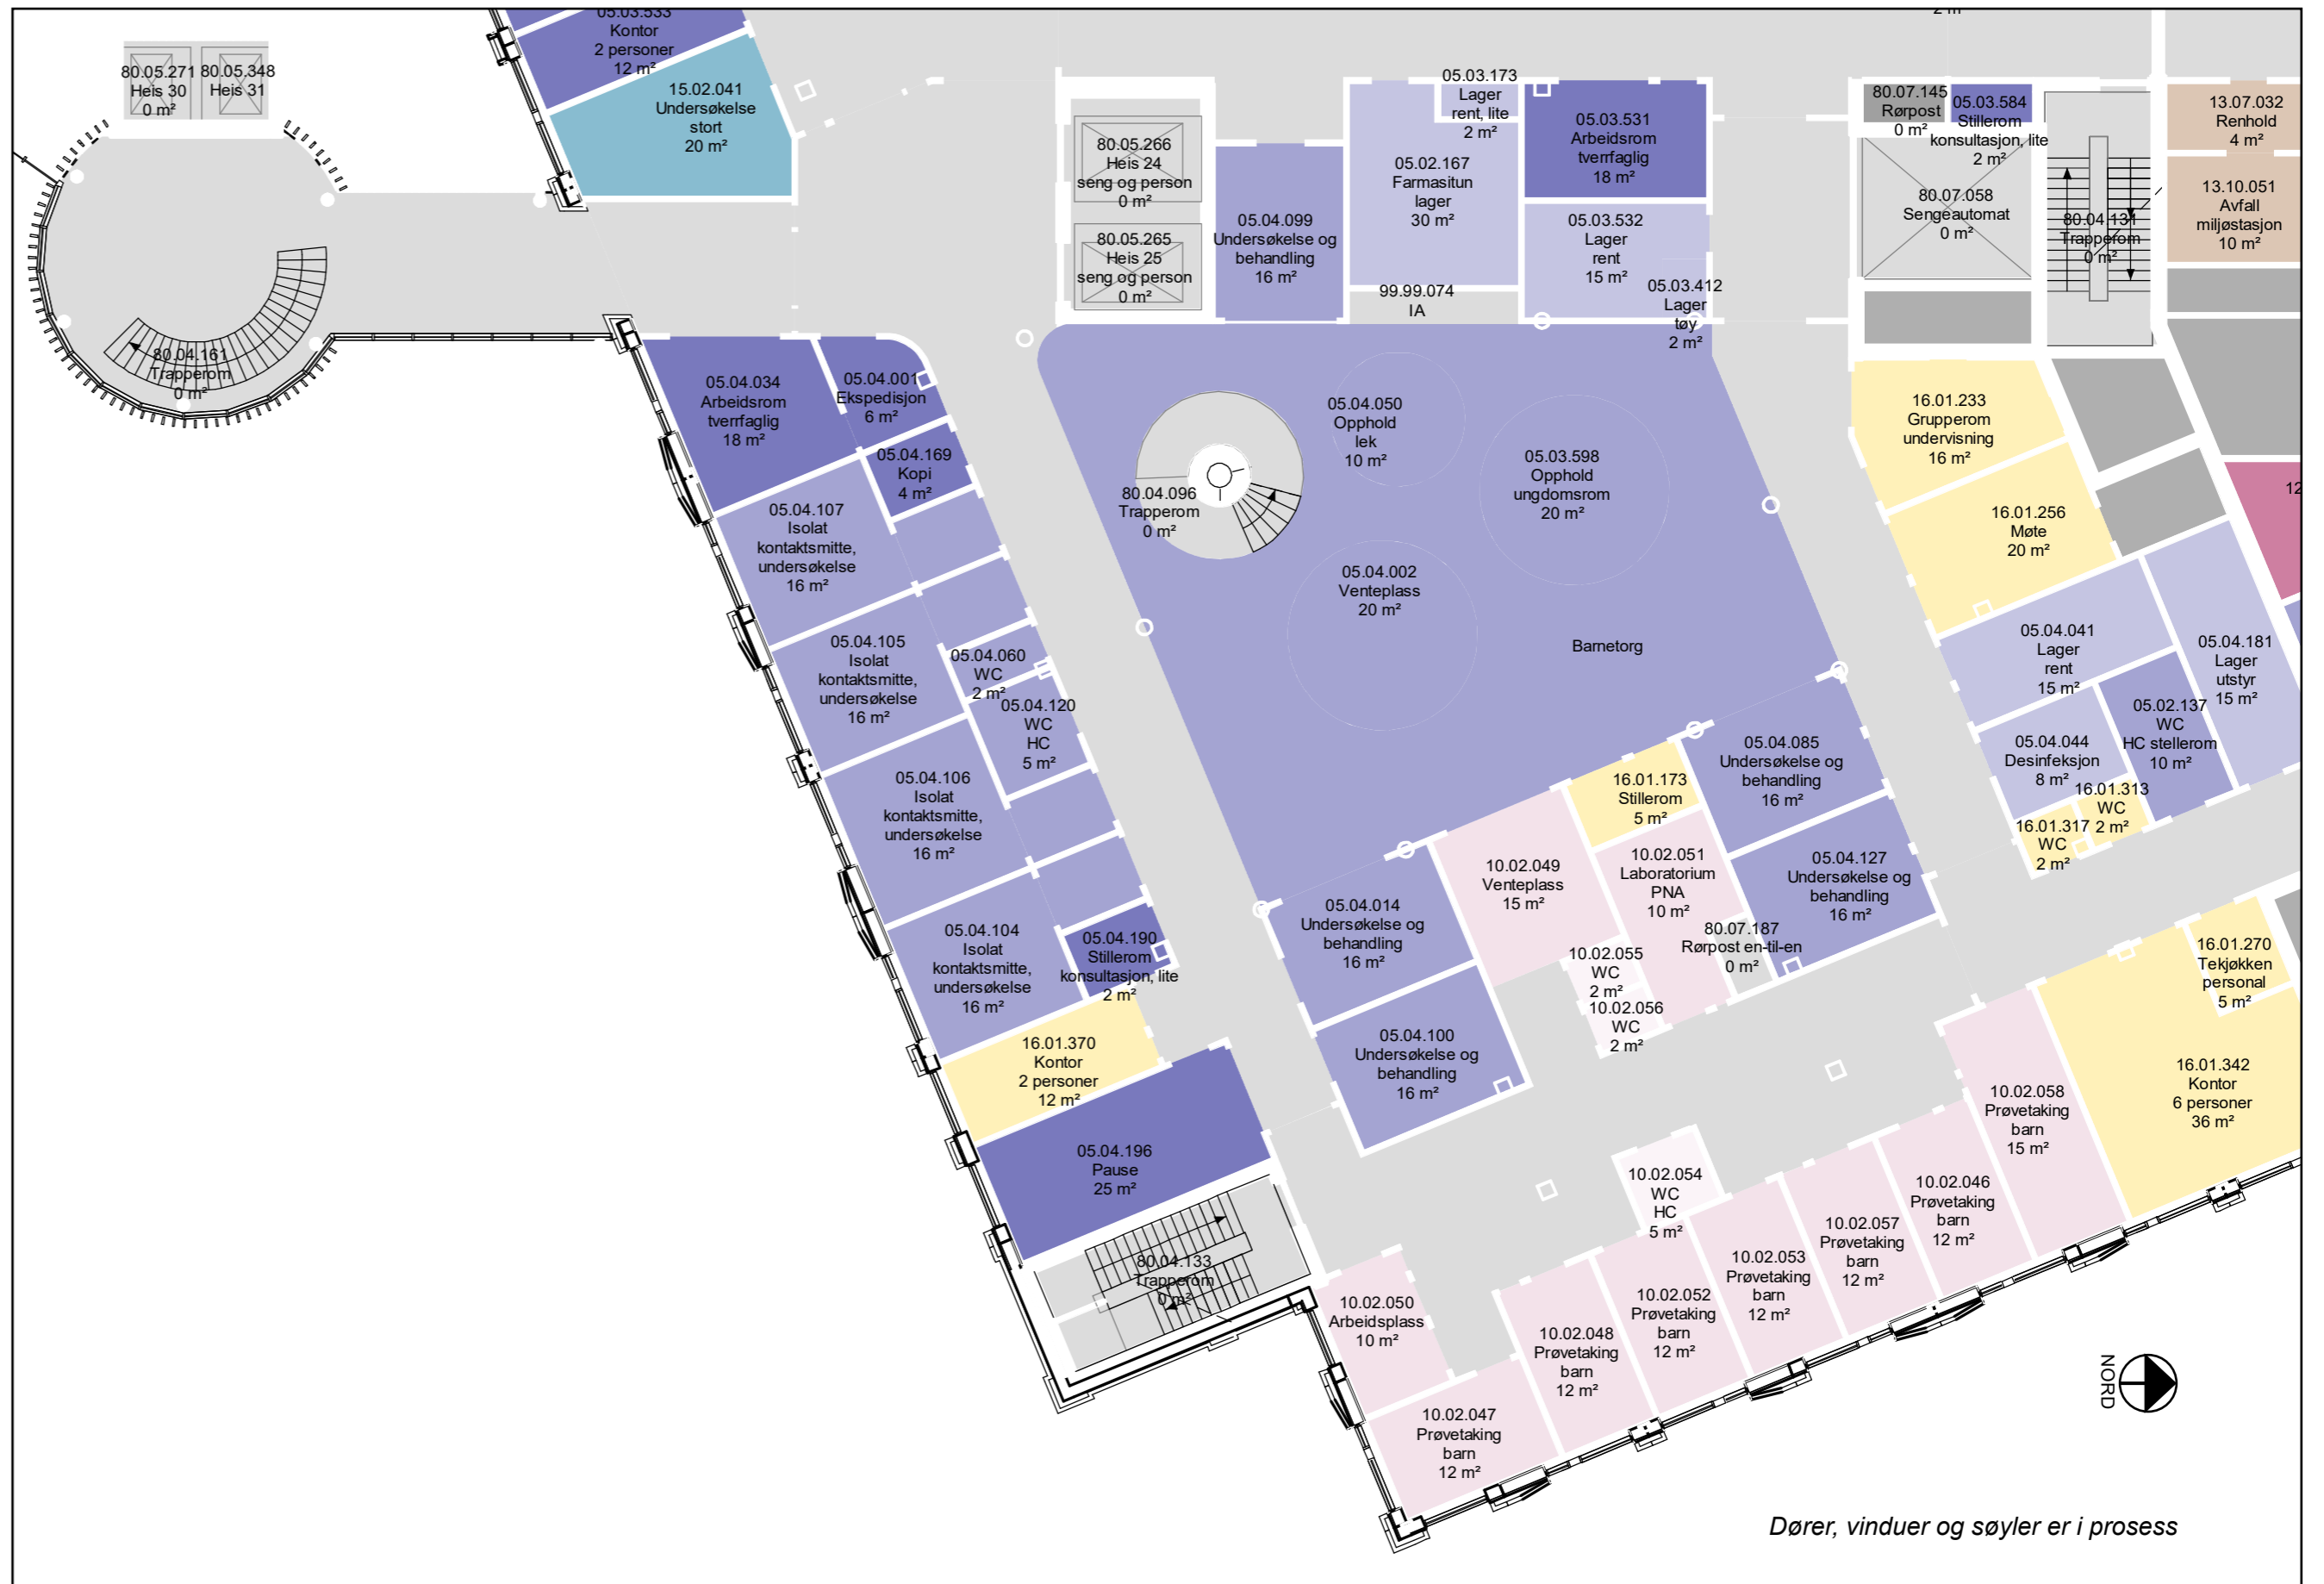 05.03.533
Kontor
2 personer
12 m²
80.05.271
Heis 30
0 m²
80.05.348
Heis 31
15.02.041
Undersøkelse
stort
20 m²
80.05.266
Heis 24
seng og person
0 m²
80.05.265
Heis 25
seng og person
0 m²
05.04.099
Undersøkelse og
behandling
16 m²
05.02.167
Farmasitun
lager
30 m²
05.03.173
Lager
rent, lite
2 m²
05.03.531
Arbeidsrom
tverrfaglig
18 m²
05.03.532
Lager
rent
15 m²
05.03.412
Lager
tøy
2 m²
99.99.074
IA
2 m
80.07.145
Rørpost
0 m²
05.03.584
Stillerom
konsultasjon, lite
2 m²
80.07.058
Sengeautomat
0 m²
80.04.131
Trapperom
0 m²
13.07.032
Renhold
4 m²
13.10.051
Avfall
miljøstasjon
10 m²
80.04.161
Trapperom
0 m²
05.04.034
Arbeidsrom
tverrfaglig
18 m²
05.04.001
Ekspedisjon
6 m²
05.04.169
Kopi
4 m²
05.04.107
Isolat
kontaktsmitte,
undersøkelse
16 m²
05.04.105
Isolat
kontaktsmitte,
undersøkelse
16 m²
05.04.060
WC
2 m²
05.04.120
WC
HC
5 m²
05.04.106
Isolat
kontaktsmitte,
undersøkelse
16 m²
05.04.104
Isolat
kontaktsmitte,
undersøkelse
16 m²
05.04.190
Stillerom
konsultasjon, lite
2 m²
16.01.370
Kontor
2 personer
12 m²
05.04.196
Pause
25 m²
80.04.133
Trapperom
0 m²
80.04.096
Trapperom
0 m²
05.04.050
Opphold
lek
10 m²
05.03.598
Opphold
ungdomsrom
20 m²
05.04.002
Venteplass
20 m²
Barnetorg
16.01.233
Grupperom
undervisning
16 m²
16.01.256
Møte
20 m²
12
05.04.041
Lager
rent
15 m²
05.04.181
Lager
utstyr
15 m²
05.02.137
WC
HC stellerom
10 m²
05.04.044
Desinfeksjon
8 m²
16.01.313
WC
2 m²
16.01.317
WC
2 m²
05.04.085
Undersøkelse og
behandling
16 m²
16.01.173
Stillerom
5 m²
05.04.127
Undersøkelse og
behandling
16 m²
10.02.049
Venteplass
15 m²
10.02.051
Laboratorium
PNA
10 m²
80.07.187
Rørpost en-til-en
0 m²
05.04.014
Undersøkelse og
behandling
16 m²
10.02.055
WC
2 m²
10.02.056
WC
2 m²
05.04.100
Undersøkelse og
behandling
16 m²
16.01.270
Tekjøkken
personal
5 m²
16.01.342
Kontor
6 personer
36 m²
10.02.058
Prøvetaking
barn
15 m²
10.02.046
Prøvetaking
barn
12 m²
10.02.057
Prøvetaking
barn
12 m²
10.02.054
WC
HC
5 m²
10.02.053
Prøvetaking
barn
12 m²
10.02.052
Prøvetaking
barn
12 m²
10.02.050
Arbeidsplass
10 m²
10.02.048
Prøvetaking
barn
12 m²
10.02.047
Prøvetaking
barn
12 m²
NORD
Dører, vinduer og søyler er i prosess